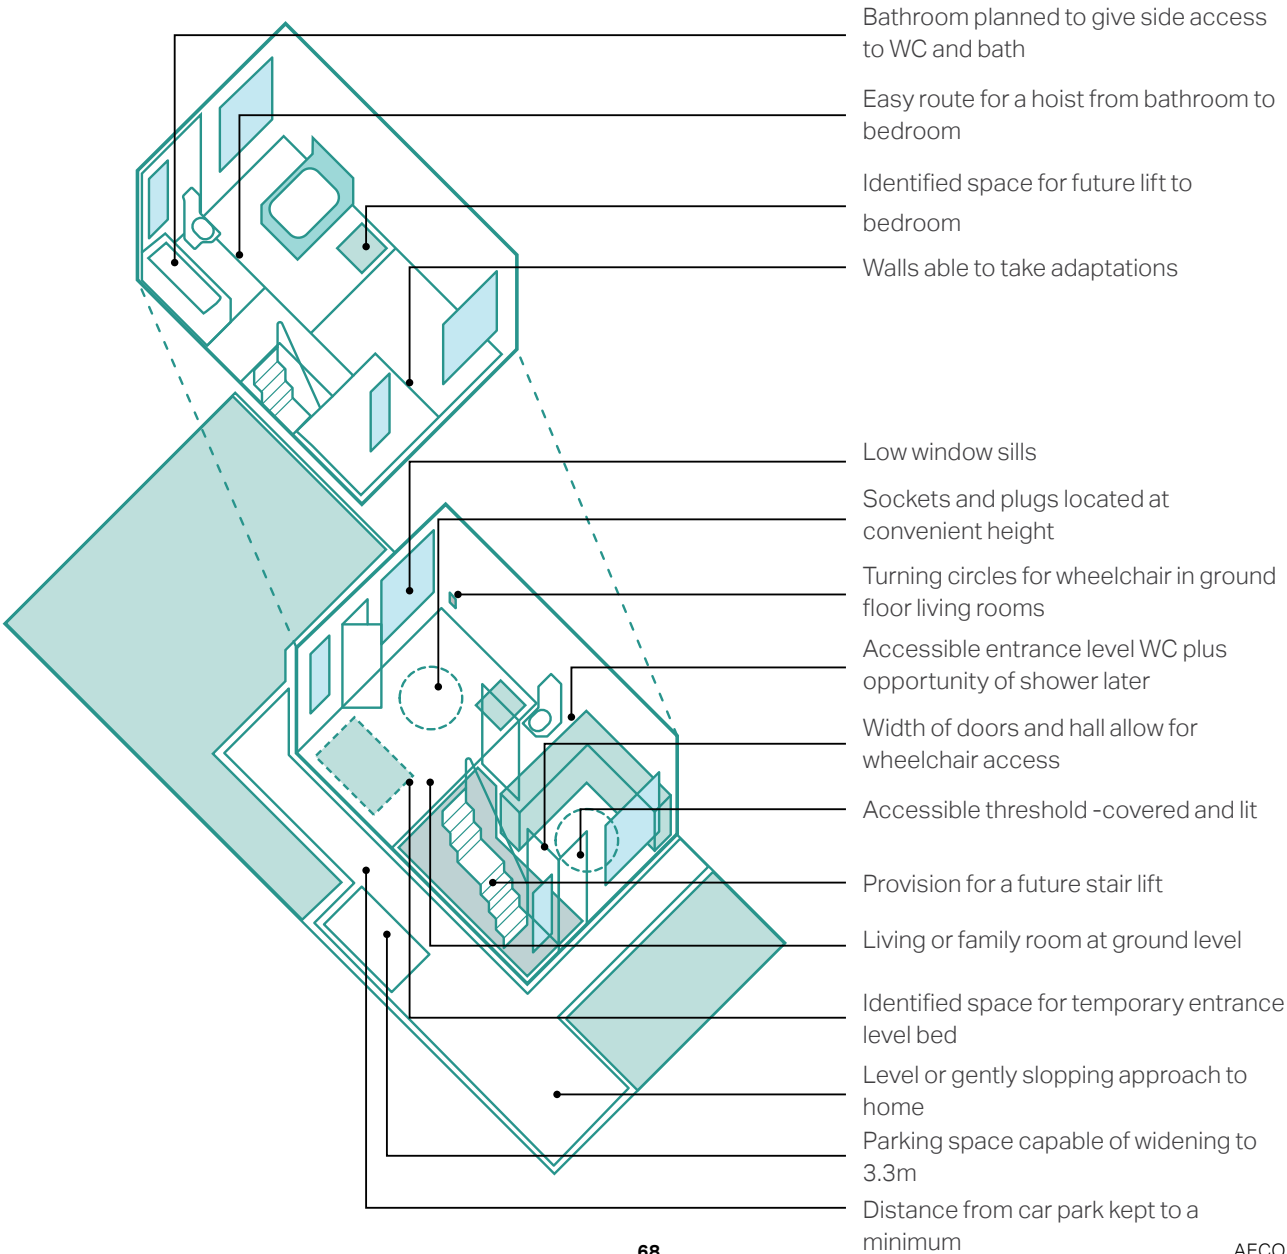 Bathroom planned to give side access
to WC and bath
Easy route for a hoist from bathroom to
bedroom
Identified space for future lift to
bedroom
Walls able to take adaptations
Low window sills
Sockets and plugs located at
convenient height
Turning circles for wheelchair in ground
floor living rooms
Accessible entrance level WC plus
opportunity of shower later
Width of doors and hall allow for
wheelchair access
Accessible threshold -covered and lit
Provision for a future stair lift
Living or family room at ground level
Identified space for temporary entrance
level bed
Level or gently slopping approach to
home
Parking space capable of widening to
3.3m
Distance from car park kept to a
minimum
68
AECO